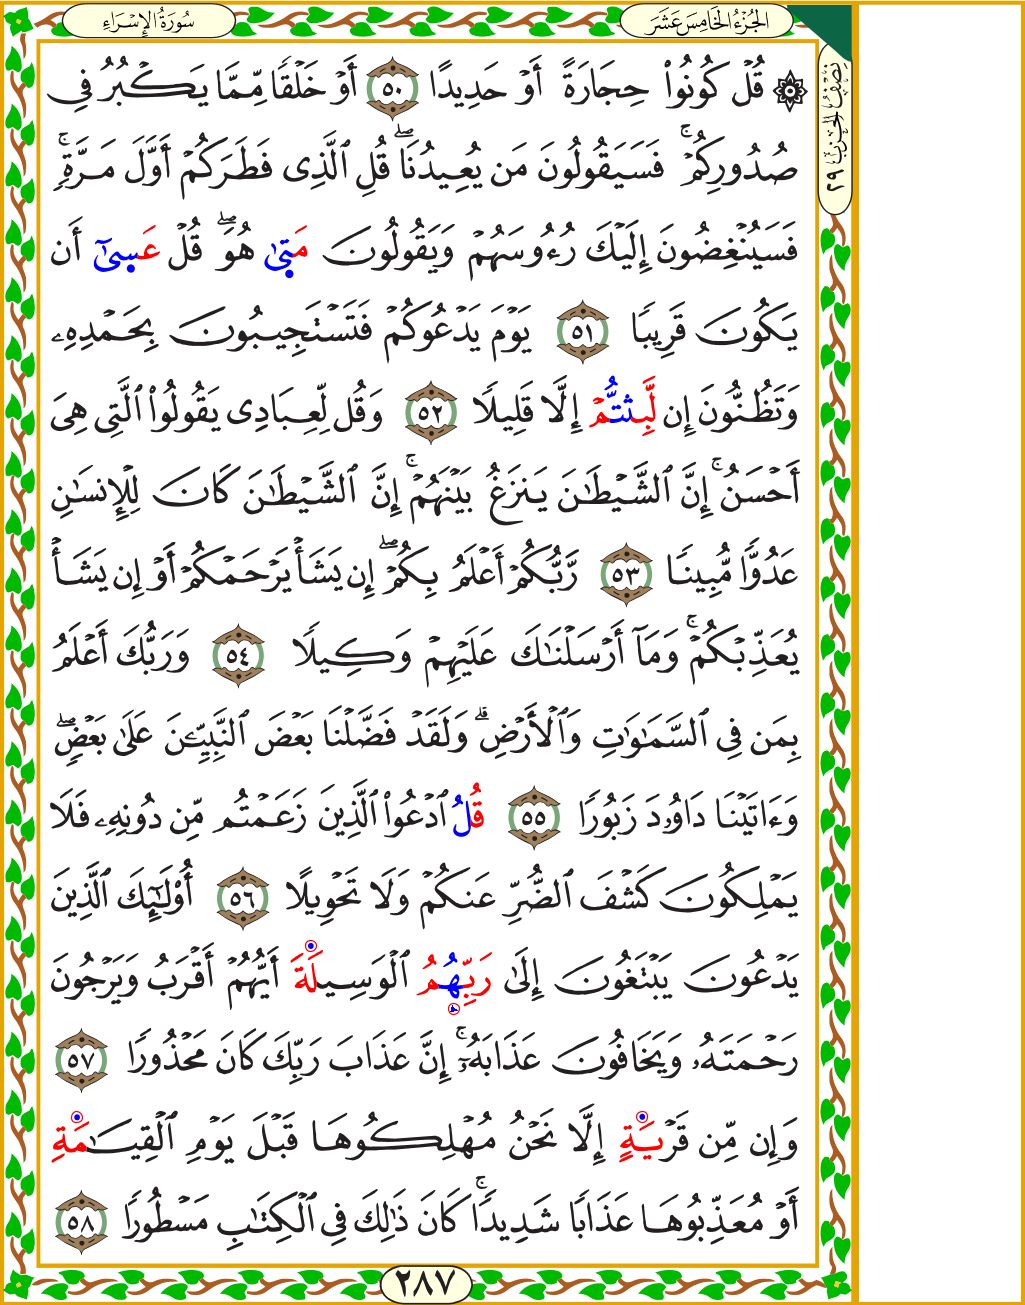 سُورَةُ الإِسْرَاءِ
الجُزْءُ الخَامِسَ عَشَرَ
نِصْفُ الحِزْبِ ٢٩
۞ قُلْ كُونُوا۟ حِجَارَةً أَوْ حَدِيدًا ٥٠ أَوْ خَلْقًا مِّمَّا يَكْبُرُ فِى
صُدُورِكُمْ ۚ فَسَيَقُولُونَ مَن يُعِيدُنَا ۖ قُلِ ٱلَّذِى فَطَرَكُمْ أَوَّلَ مَرَّةٍ ۚ
فَسَيُنْغِضُونَ إِلَيْكَ رُءُوسَهُمْ وَيَقُولُونَ مَتَىٰ هُوَ ۖ قُلْ عَسَىٰٓ أَن
يَكُونَ قَرِيبًا ٥١ يَوْمَ يَدْعُوكُمْ فَتَسْتَجِيبُونَ بِحَمْدِهِۦ
وَتَظُنُّونَ إِن لَّبِثتُّمْ إِلَّا قَلِيلًا ٥٢ وَقُل لِّعِبَادِى يَقُولُوا۟ ٱلَّتِى هِىَ
أَحْسَنُ ۚ إِنَّ ٱلشَّيْطَٰنَ يَنزَغُ بَيْنَهُمْ ۚ إِنَّ ٱلشَّيْطَٰنَ كَانَ لِلْإِنسَٰنِ
عَدُوًّا مُّبِينًا ٥٣ رَّبُّكُمْ أَعْلَمُ بِكُمْ ۖ إِن يَشَأْ يَرْحَمْكُمْ أَوْ إِن يَشَأْ
يُعَذِّبْكُمْ ۚ وَمَآ أَرْسَلْنَٰكَ عَلَيْهِمْ وَكِيلًا ٥٤ وَرَبُّكَ أَعْلَمُ
بِمَن فِى ٱلسَّمَٰوَٰتِ وَٱلْأَرْضِ ۗ وَلَقَدْ فَضَّلْنَا بَعْضَ ٱلنَّبِيِّۦنَ عَلَىٰ بَعْضٍ ۖ
وَءَاتَيْنَا دَاوُۥدَ زَبُورًا ٥٥ قُلُ ٱدْعُوا۟ ٱلَّذِينَ زَعَمْتُم مِّن دُونِهِۦ فَلَا
يَمْلِكُونَ كَشْفَ ٱلضُّرِّ عَنكُمْ وَلَا تَحْوِيلًا ٥٦ أُو۟لَٰٓئِكَ ٱلَّذِينَ
يَدْعُونَ يَبْتَغُونَ إِلَىٰ رَبِّهُمُ ٱلْوَسِيلَةَ أَيُّهُمْ أَقْرَبُ وَيَرْجُونَ
رَحْمَتَهُۥ وَيَخَافُونَ عَذَابَهُۥٓ ۚ إِنَّ عَذَابَ رَبِّكَ كَانَ مَحْذُورًا ٥٧
وَإِن مِّن قَرْيَةٍ إِلَّا نَحْنُ مُهْلِكُوهَا قَبْلَ يَوْمِ ٱلْقِيَٰمَةِ
أَوْ مُعَذِّبُوهَا عَذَابًا شَدِيدًا ۚ كَانَ ذَٰلِكَ فِى ٱلْكِتَٰبِ مَسْطُورًا ٥٨
٢٨٧